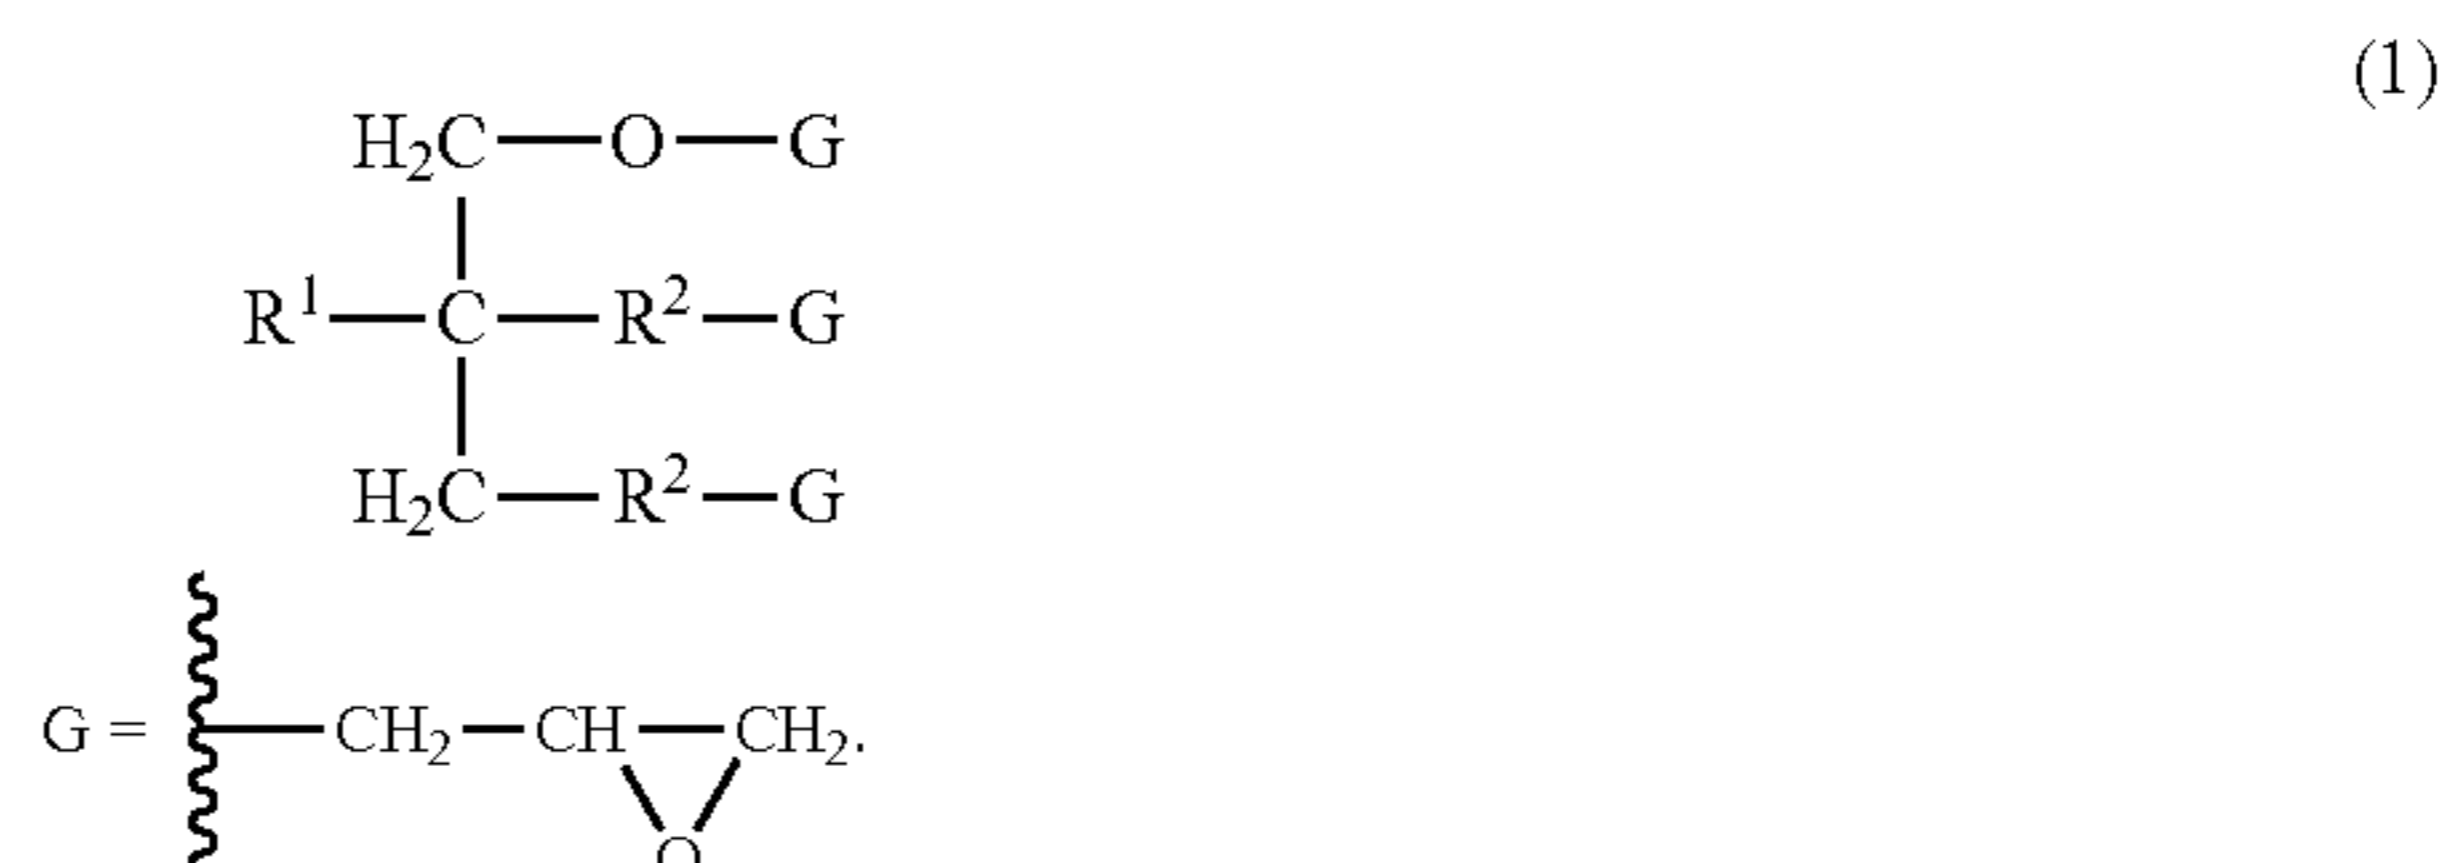 (1)
H₂C—O—G
R¹—C—R²—G
H₂C—R²—G
G = —CH₂—CH—CH₂.
O